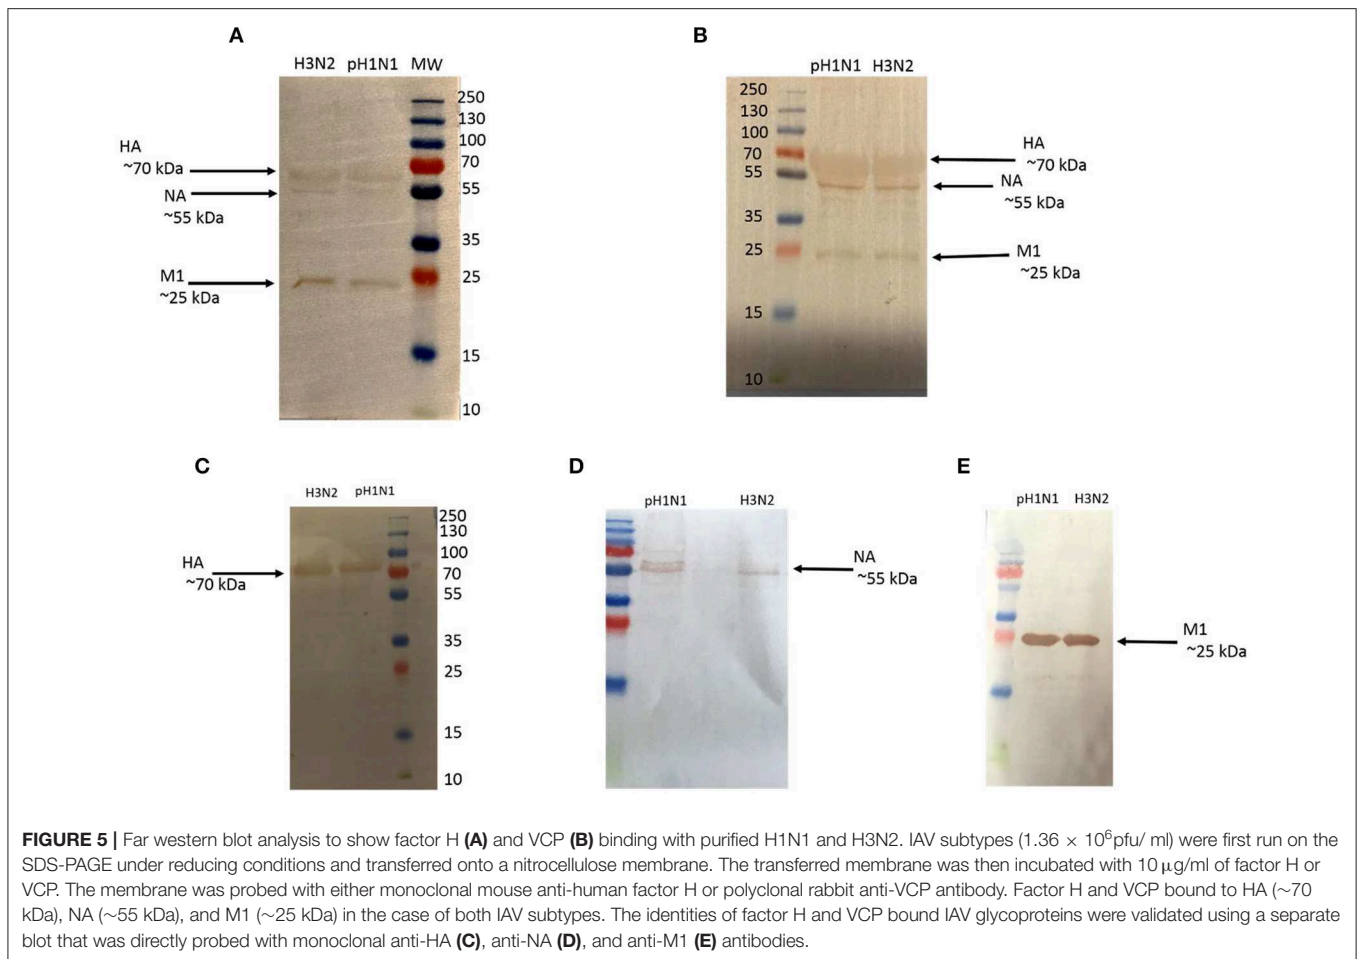 A
H3N2 pH1N1 MW
250
130
100
70
55
35
25
15
10
HA
~70 kDa
NA
~55 kDa
M1
~25 kDa
B
pH1N1 H3N2
250
130
100
70
55
35
25
15
10
HA
~70 kDa
NA
~55 kDa
M1
~25 kDa
C
H3N2 pH1N1
250
130
100
70
55
35
25
15
10
HA
~70 kDa
D
pH1N1 H3N2
NA
~55 kDa
E
pH1N1 H3N2
M1
~25 kDa
FIGURE 5 | Far western blot analysis to show factor H (A) and VCP (B) binding with purified H1N1 and H3N2. IAV subtypes (1.36 × 10⁶pfu/ ml) were first run on the
SDS-PAGE under reducing conditions and transferred onto a nitrocellulose membrane. The transferred membrane was then incubated with 10 μg/ml of factor H or
VCP. The membrane was probed with either monoclonal mouse anti-human factor H or polyclonal rabbit anti-VCP antibody. Factor H and VCP bound to HA (~70
kDa), NA (~55 kDa), and M1 (~25 kDa) in the case of both IAV subtypes. The identities of factor H and VCP bound IAV glycoproteins were validated using a separate
blot that was directly probed with monoclonal anti-HA (C), anti-NA (D), and anti-M1 (E) antibodies.